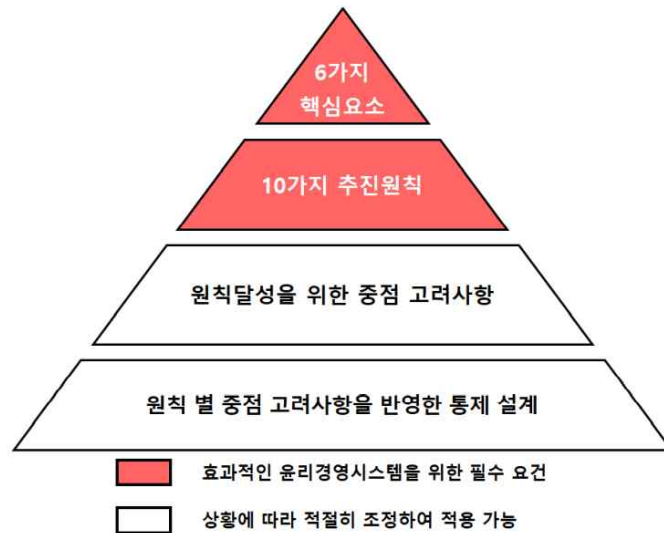 6가지
핵심요소
10가지 추진원칙
원칙달성을 위한 중점 고려사항
원칙 별 중점 고려사항을 반영한 통제 설계
효과적인 윤리경영시스템을 위한 필수 요건
상황에 따라 적절히 조정하여 적용 가능